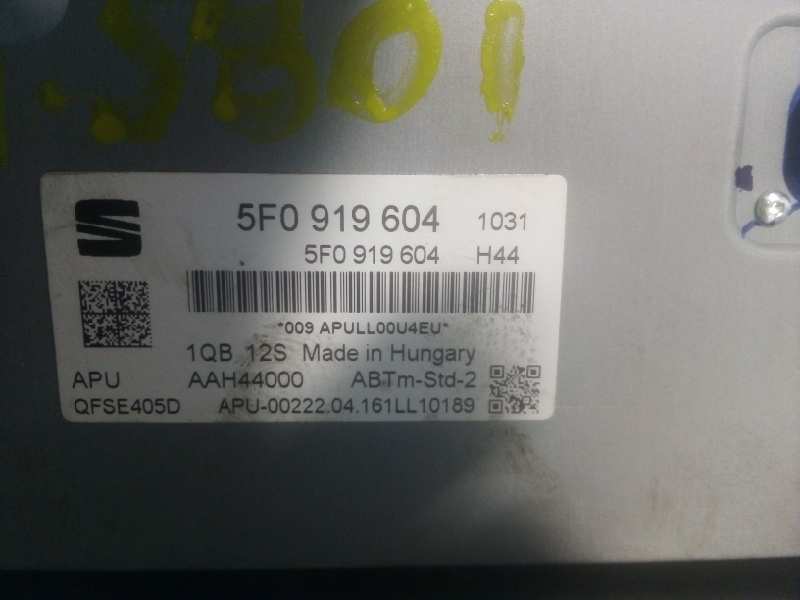 5801
5F0 919 604 1031
5F0 919 604 H44
*009 APULL00U4EU*
1QB 12S Made in Hungary
APU AAH44000 ABTm-Std-2
QFSE405D APU-00222.04.161LL10189